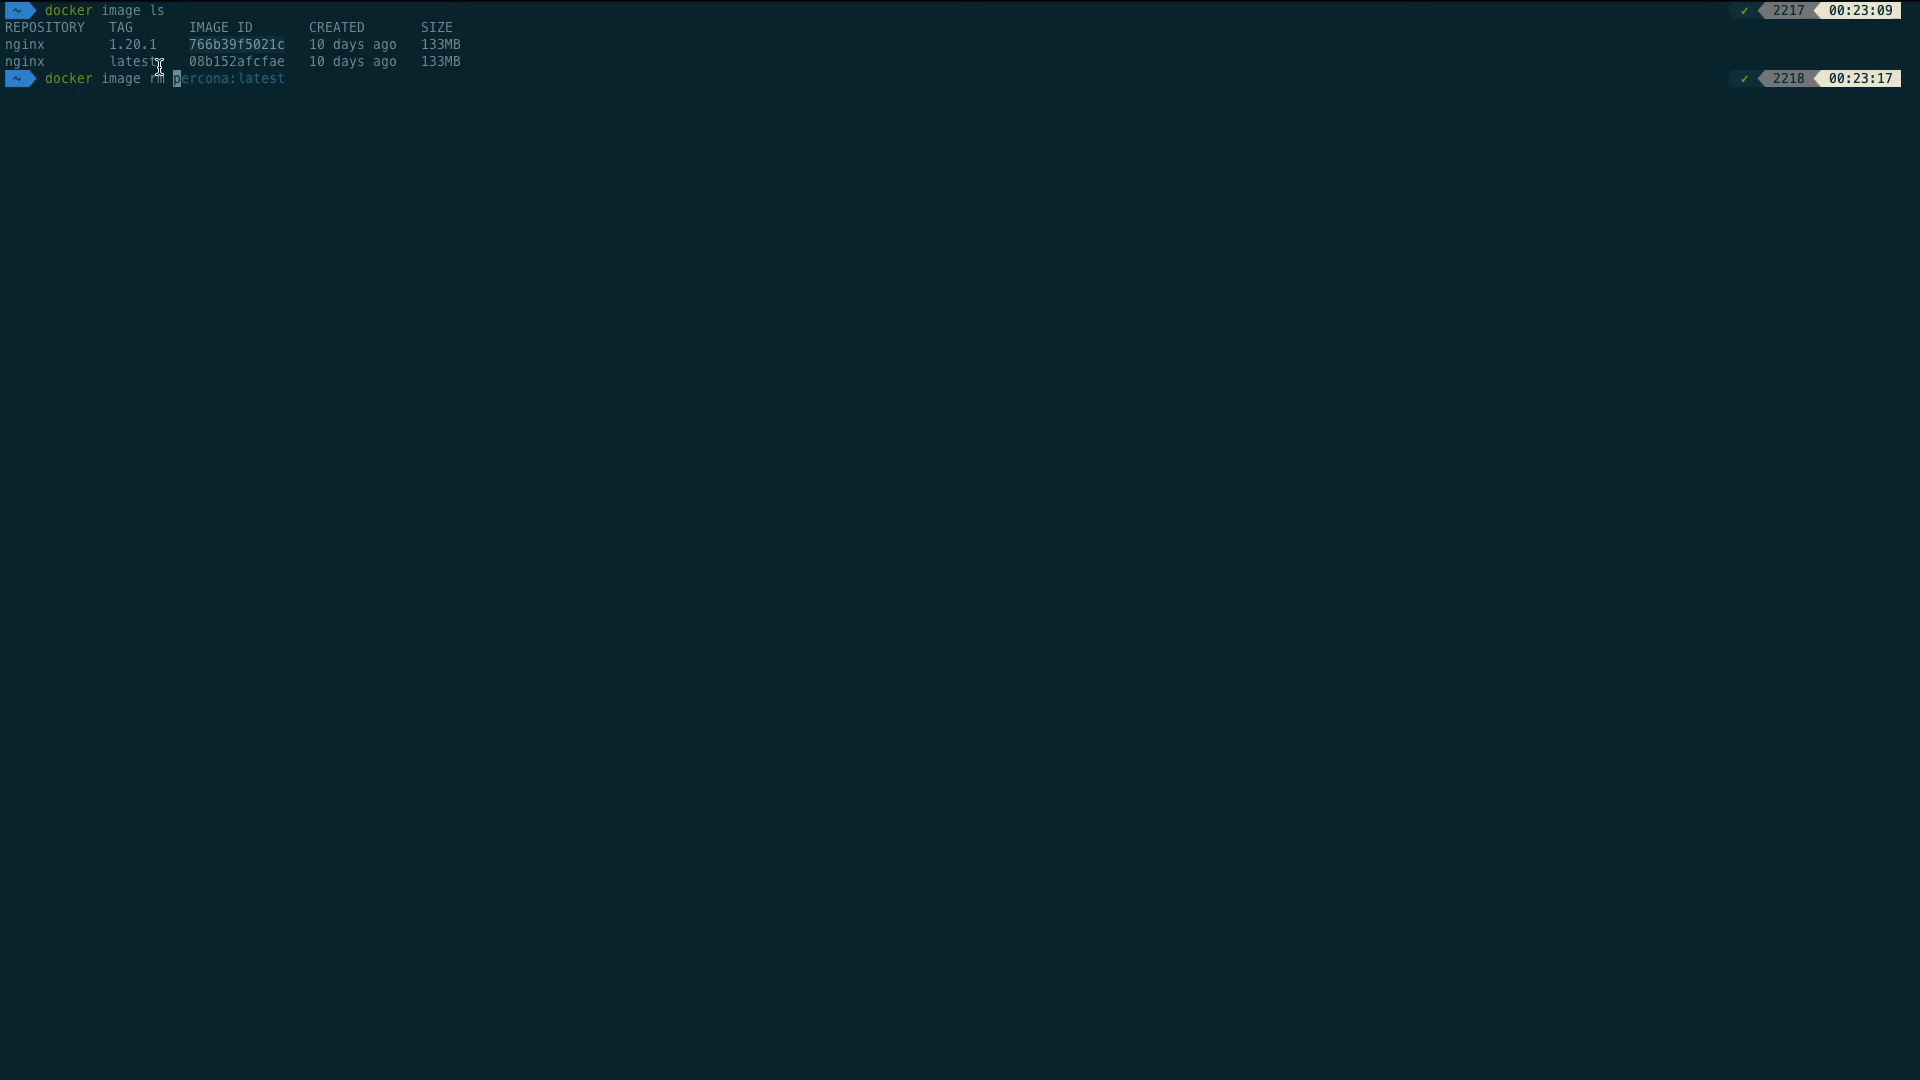 ~ docker image ls ✓ 2217 00:23:09
REPOSITORY TAG IMAGE ID CREATED SIZE
nginx 1.20.1 766b39f5021c 10 days ago 133MB
nginx latest 08b152afcfae 10 days ago 133MB
~ docker image rm percona:latest ✓ 2218 00:23:17